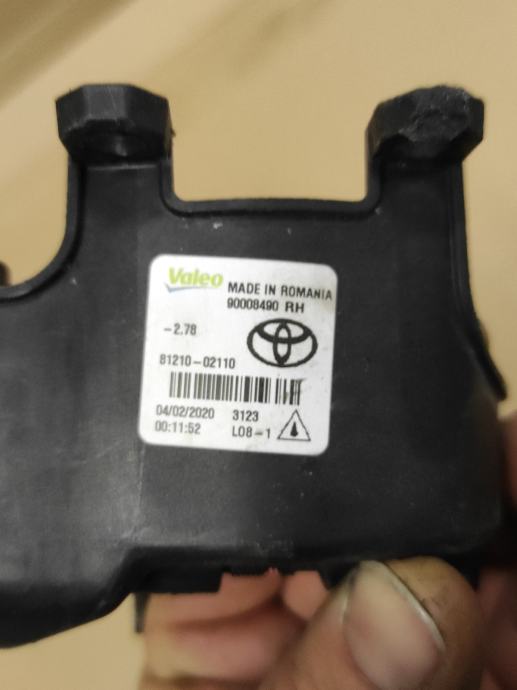 Valeo MADE IN ROMANIA
90008490 RH
-2.78
81210-02110
04/02/2020 3123
00:11:52 L08-1